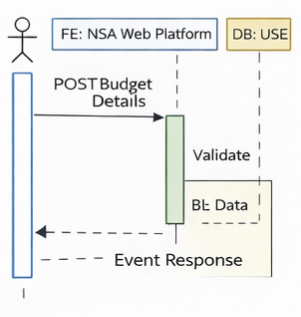 FE: NSA Web Platform
DB: USE
POST Budget
Details
Validate
Data
Event Response